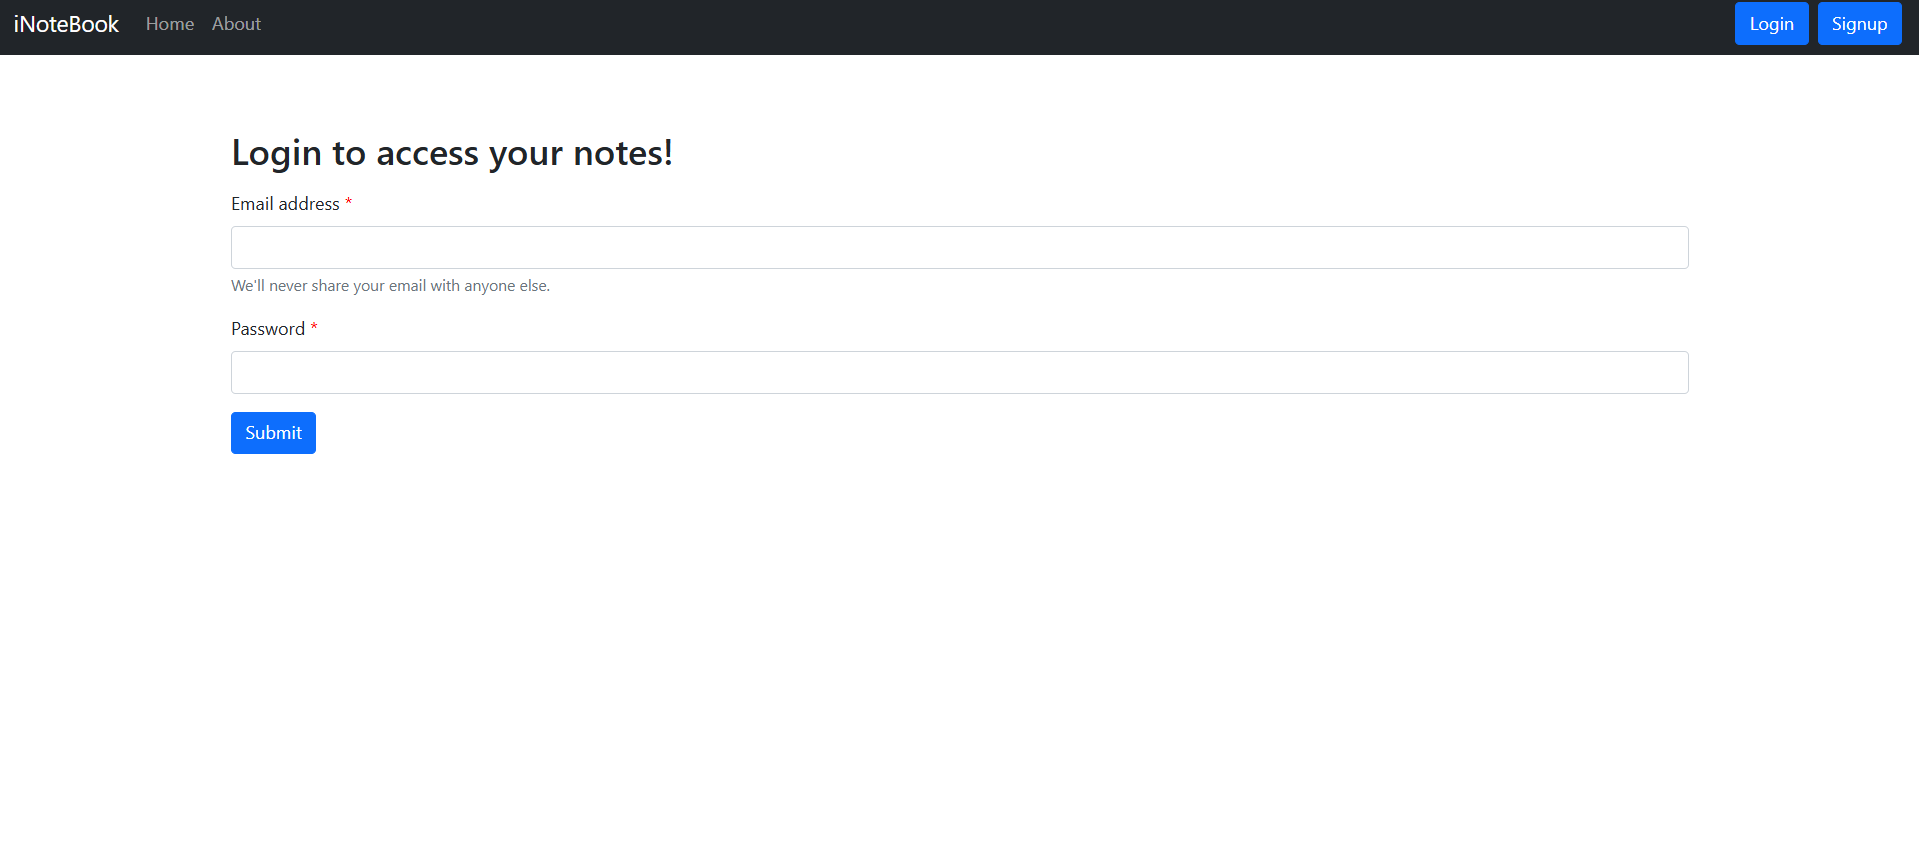 iNoteBook Home About Login Signup
Login to access your notes!
Email address *
We'll never share your email with anyone else.
Password *
Submit